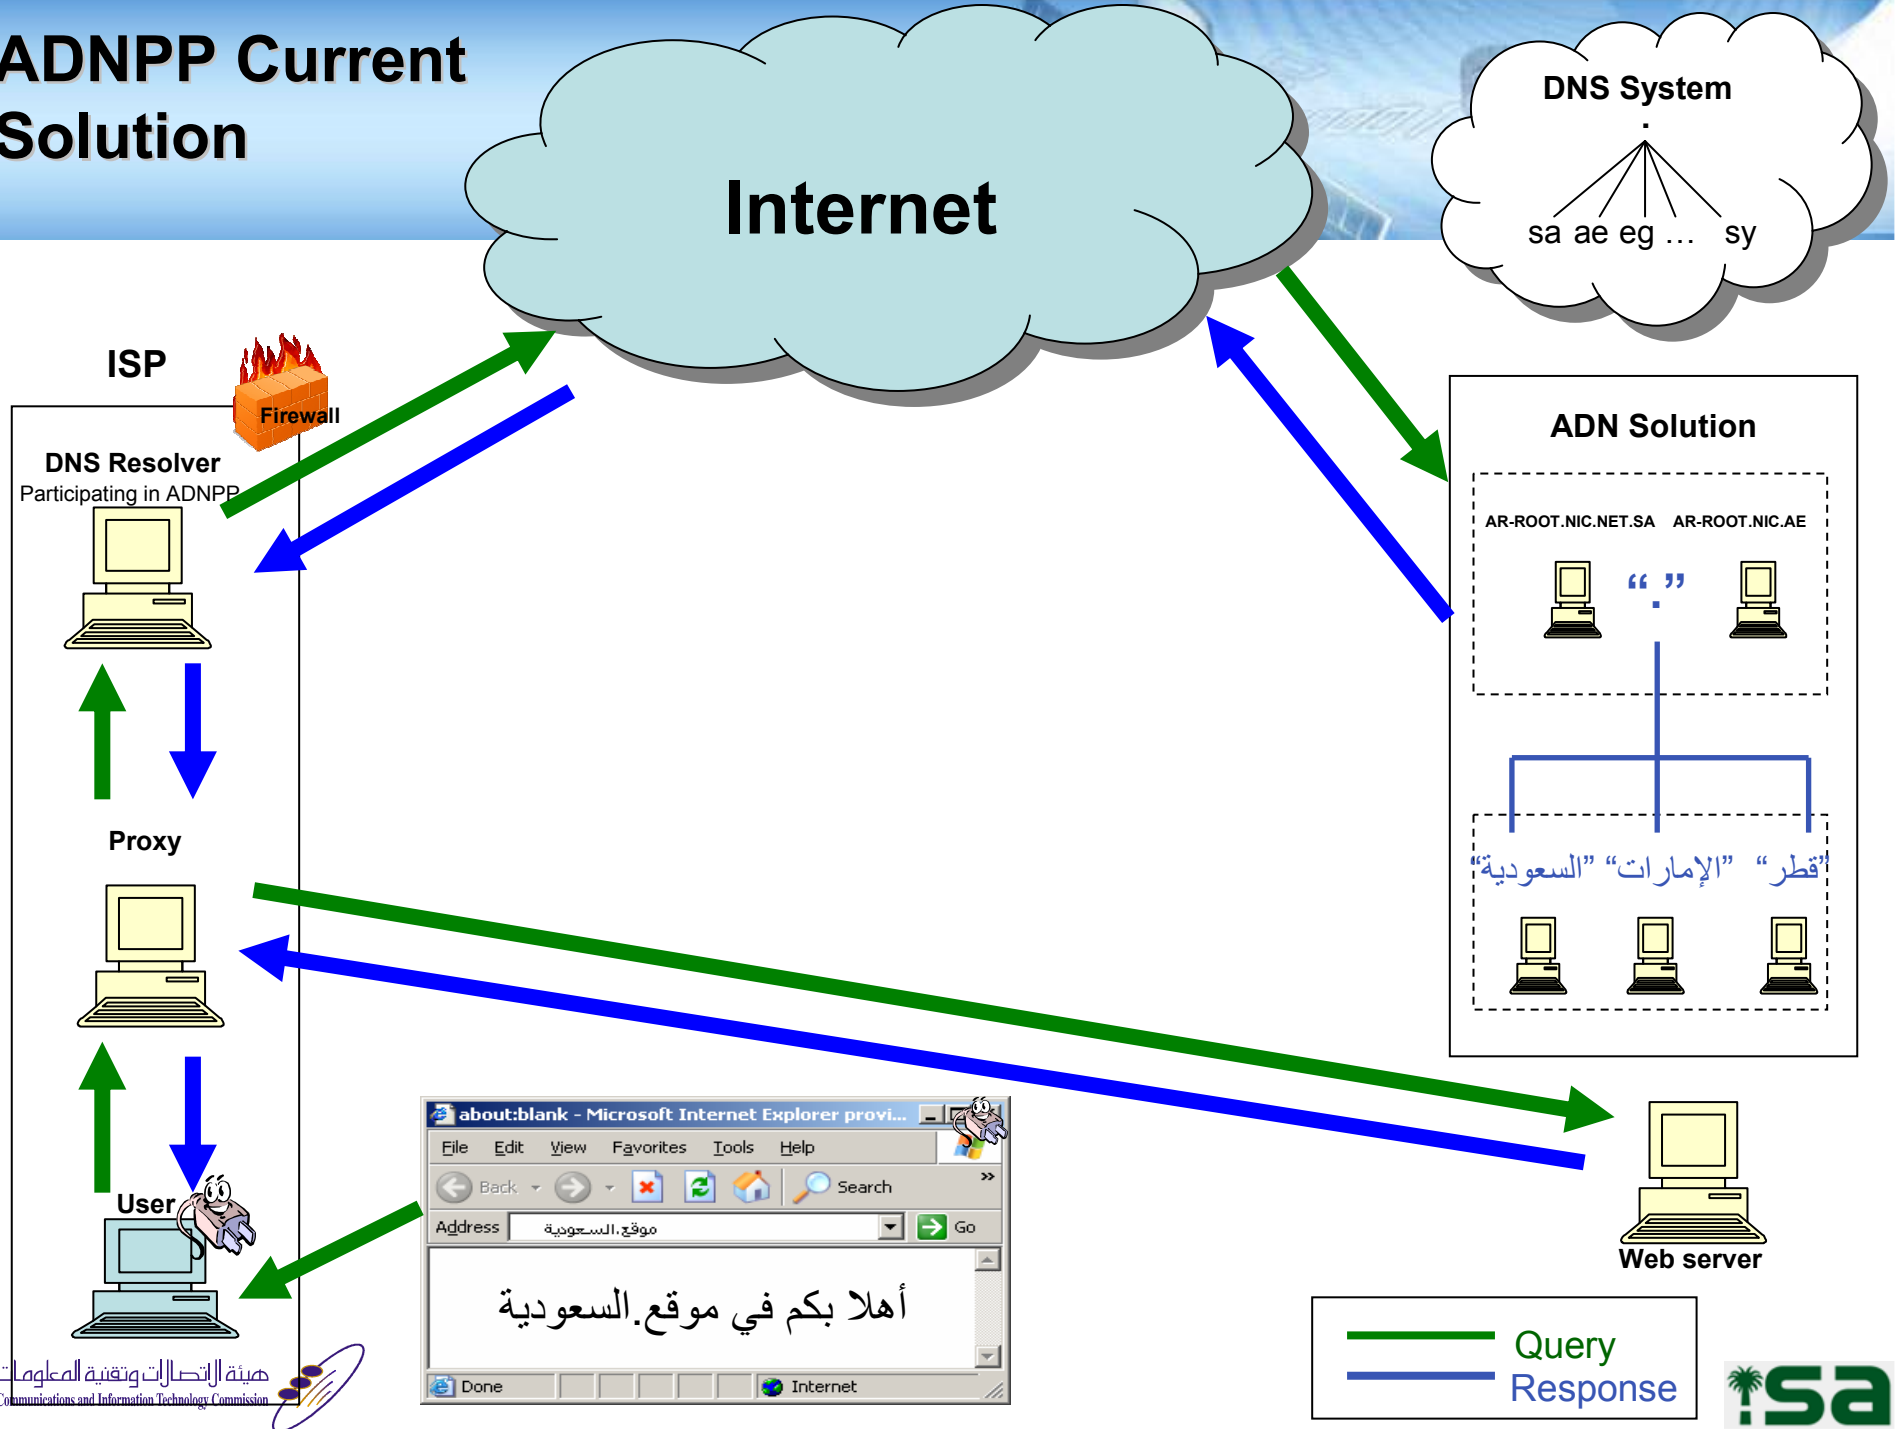 ADNPP Current
Solution
Internet
DNS System
.
sa ae eg ... sy
ISP
Firewall
DNS Resolver
Participating in ADNPP
Proxy
User
ADN Solution
AR-ROOT.NIC.NET.SA AR-ROOT.NIC.AE
“.”
“السعودية” “الإمارات” “قطر”
about:blank - Microsoft Internet Explorer provi...
File Edit View Favorites Tools Help
Back Search »
Address موقع.السعودية Go
أهلا بكم في موقع.السعودية
Done Internet
Web server
Query
Response
هيئة الاتصالات وتقنية المعلومات
Communications and Information Technology Commission
sa